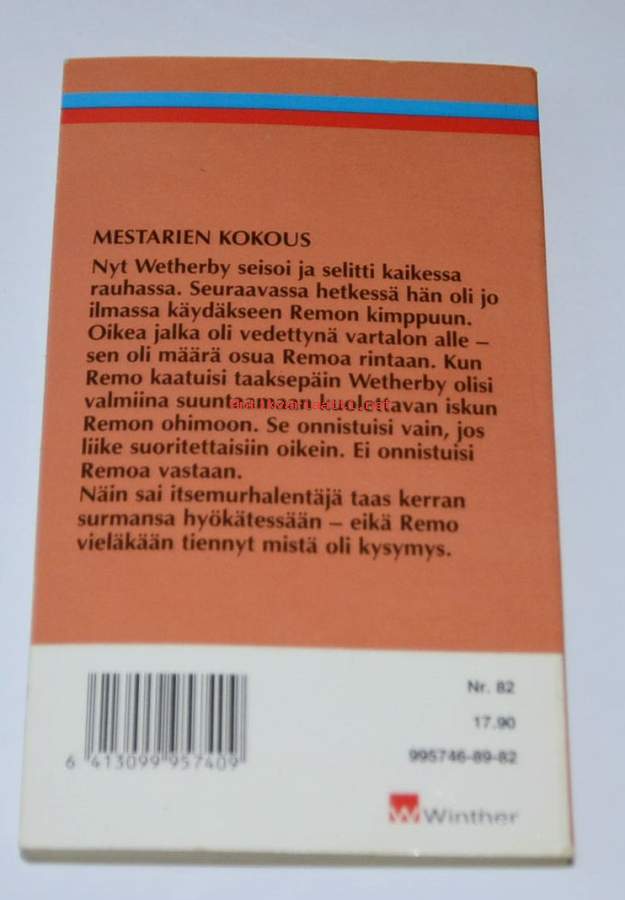 MESTARIEN KOKOUS
Nyt Wetherby seisoi ja selitti kaikessa
rauhassa. Seuraavassa hetkessä hän oli jo
ilmassa käydäkseen Remon kimppuun.
Oikea jalka oli vedettynä vartalon alle –
sen oli määrä osua Remoa rintaan. Kun
Remo kaatuisi taaksepäin Wetherby olisi
valmiina suuntaamaan kuolettavan iskun
Remon ohimoon. Se onnistuisi vain, jos
liike suoritettaisiin oikein. Ei onnistuisi
Remoa vastaan.
Näin sai itsemurhalentäjä taas kerran
surmansa hyökätessään – eikä Remo
vieläkään tiennyt mistä oli kysymys.
Nr. 82
17.90
995746-89-82
6 413099 957409
Winther